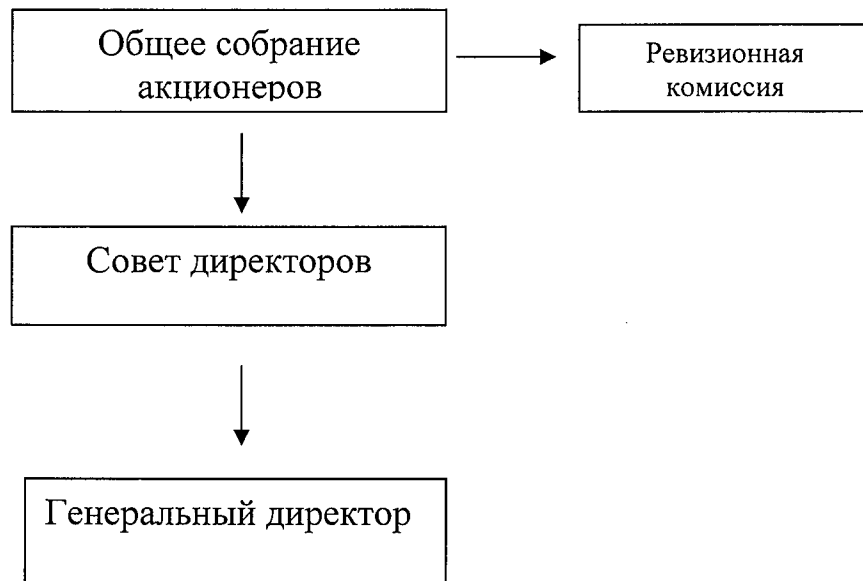 Общее собрание
акционеров
Ревизионная
комиссия
Совет директоров
Генеральный директор